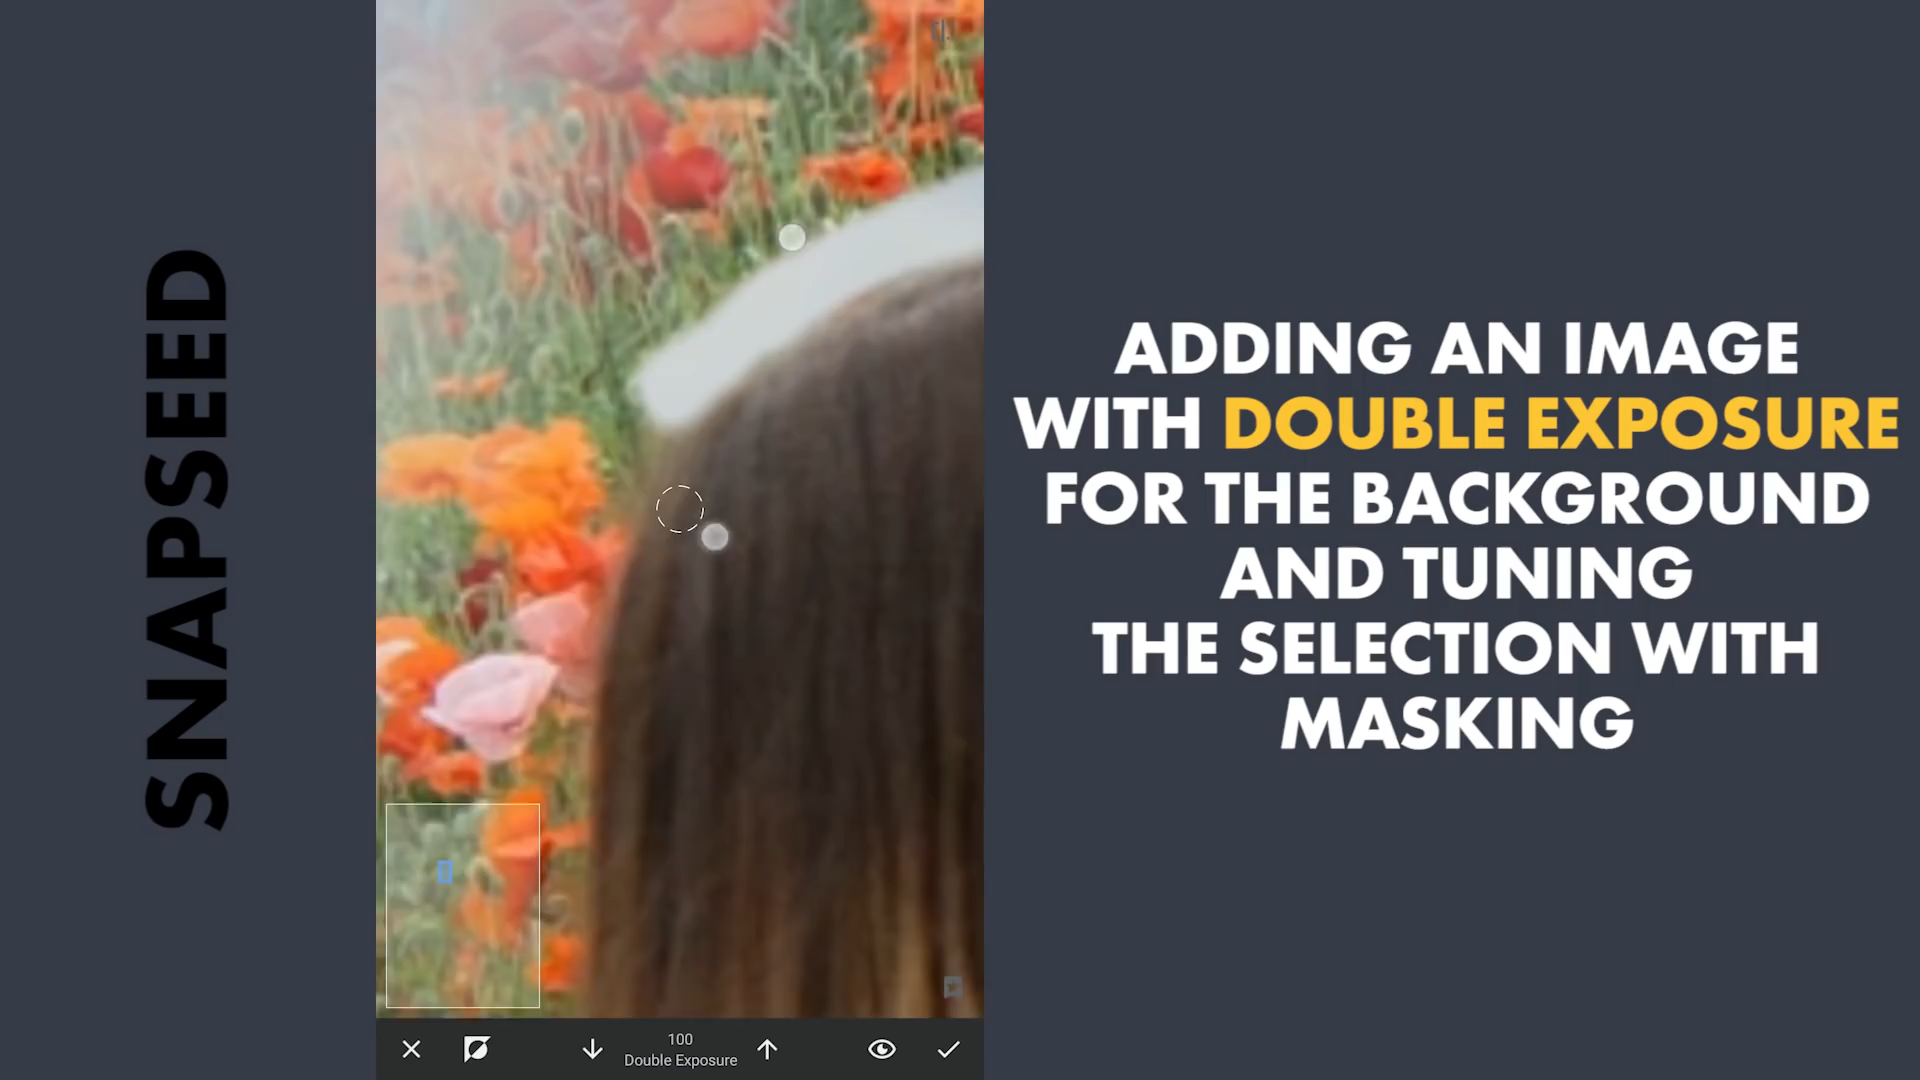 SNAPSEED
100
Double Exposure
ADDING AN IMAGE
WITH DOUBLE EXPOSURE
FOR THE BACKGROUND
AND TUNING
THE SELECTION WITH
MASKING